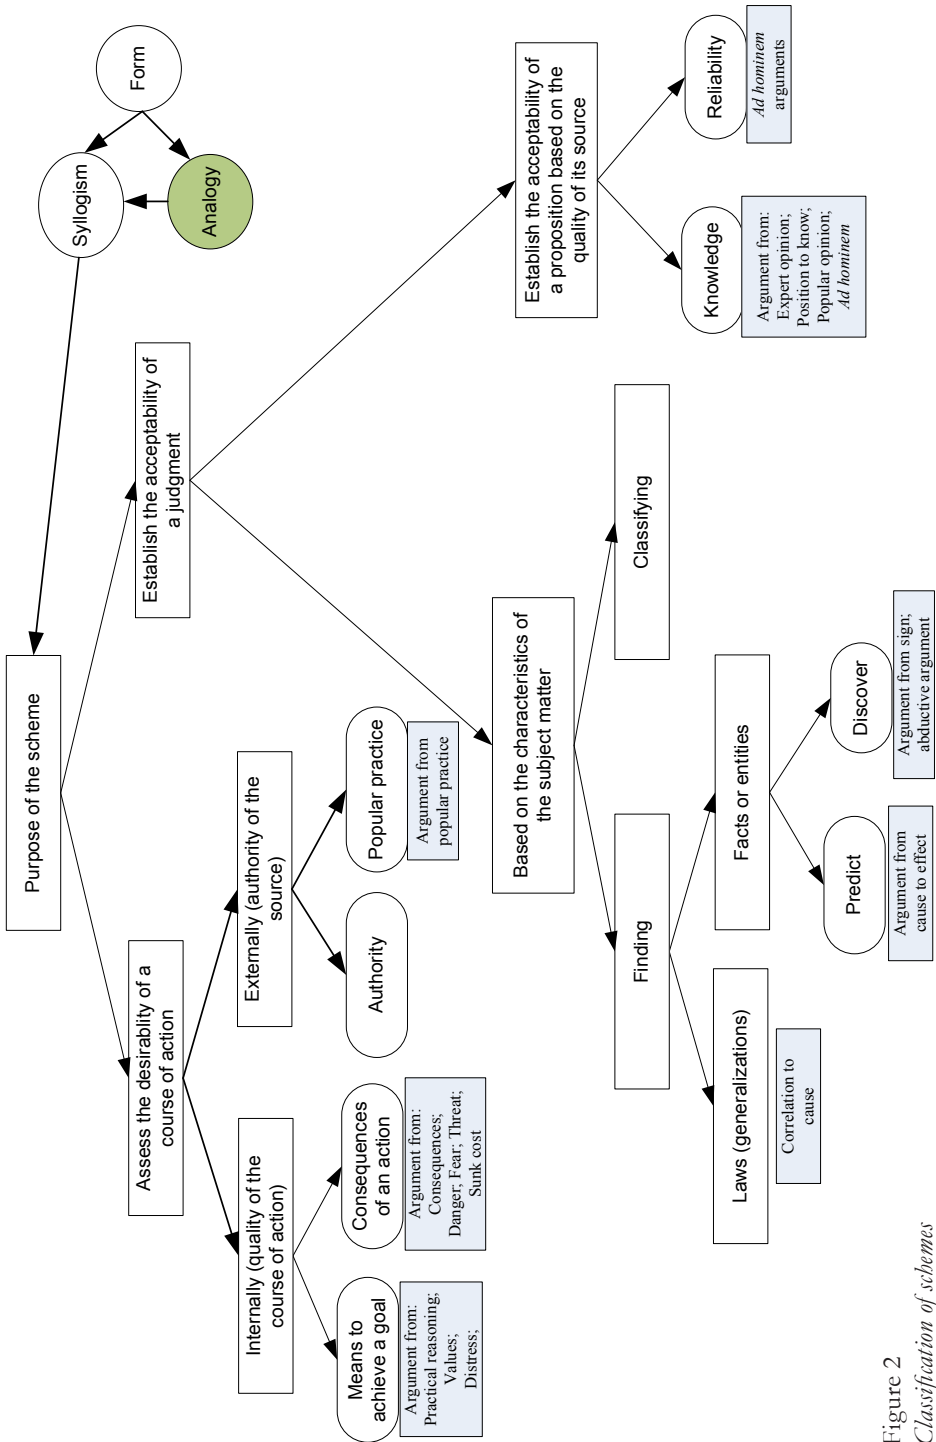 Form
Syllogism
Analogy
Purpose of the scheme
Assess the desirablity of a
course of action
Establish the acceptability of
a judgment
Internally (quality of the
course of action)
Externally (authority of the
source)
Means to
achieve a goal
Argument from:
Practical reasoning;
Values;
Distress;
Consequences
of an action
Argument from:
Consequences;
Danger; Fear; Threat;
Sunk cost
Authority
Popular practice
Argument from
popular practice
Based on the characteristics of
the subject matter
Establish the acceptability of
a proposition based on the
quality of its source
Finding
Classifying
Knowledge
Argument from:
Expert opinion;
Position to know;
Popular opinion;
Ad hominem
Reliability
Ad hominem
arguments
Laws (generalizations)
Correlation to
cause
Facts or entities
Predict
Argument from
cause to effect
Discover
Argument from sign;
abductive argument
Figure 2
Classification of schemes